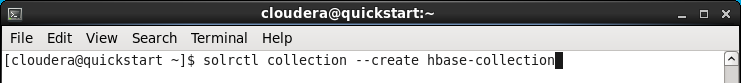 cloudera@quickstart:~
File Edit View Search Terminal Help
[cloudera@quickstart ~]$ solrctl collection --create hbase-collection